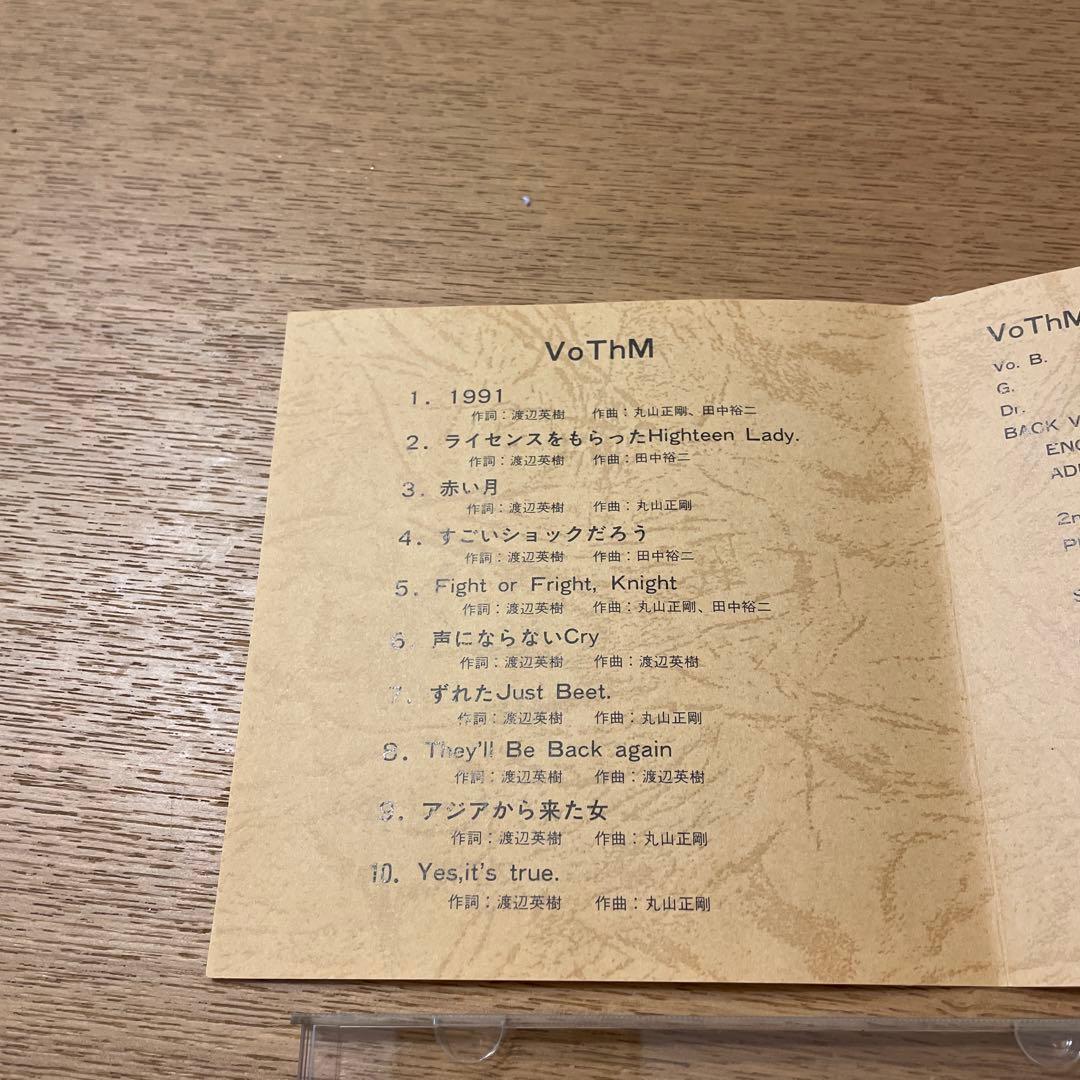 VoThM
1. 1991
作詞：渡辺英樹 作曲：丸山正剛、田中裕二
2. ライセンスをもらったHighteen Lady.
作詞：渡辺英樹 作曲：田中裕二
3. 赤い月
作詞：渡辺英樹 作曲：丸山正剛
4. すごいショックだろう
作詞：渡辺英樹 作曲：田中裕二
5. Fight or Fright, Knight
作詞：渡辺英樹 作曲：丸山正剛、田中裕二
6. 声にならないCry
作詞：渡辺英樹 作曲：渡辺英樹
7. ずれたJust Beet.
作詞：渡辺英樹 作曲：丸山正剛
8. They'll Be Back again
作詞：渡辺英樹 作曲：渡辺英樹
9. アジアから来た女
作詞：渡辺英樹 作曲：丸山正剛
10. Yes,it's true.
作詞：渡辺英樹 作曲：丸山正剛
VoThM
Vo. B.
G.
Dr.
BACK V
ENG